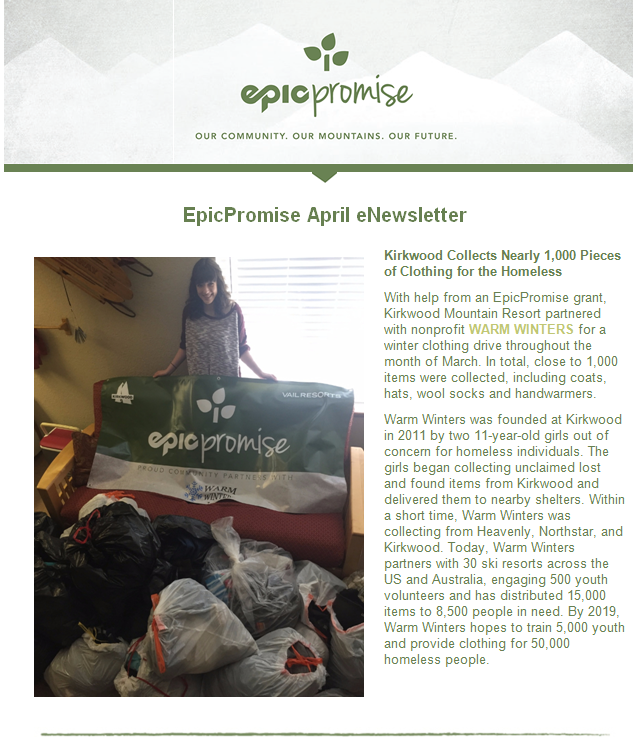 epicpromise
OUR COMMUNITY. OUR MOUNTAINS. OUR FUTURE.
EpicPromise April eNewsletter
Kirkwood Collects Nearly 1,000 Pieces
of Clothing for the Homeless
With help from an EpicPromise grant,
Kirkwood Mountain Resort partnered
with nonprofit WARM WINTERS for a
winter clothing drive throughout the
month of March. In total, close to 1,000
items were collected, including coats,
hats, wool socks and handwarmers.
Warm Winters was founded at Kirkwood
in 2011 by two 11-year-old girls out of
concern for homeless individuals. The
girls began collecting unclaimed lost
and found items from Kirkwood and
delivered them to nearby shelters. Within
a short time, Warm Winters was
collecting from Heavenly, Northstar, and
Kirkwood. Today, Warm Winters
partners with 30 ski resorts across the
US and Australia, engaging 500 youth
volunteers and has distributed 15,000
items to 8,500 people in need. By 2019,
Warm Winters hopes to train 5,000 youth
and provide clothing for 50,000
homeless people.
KIRKWOOD
VAILRESORTS
epicpromise
PROUD COMMUNITY PARTNERS WITH
WARM
WINTERS